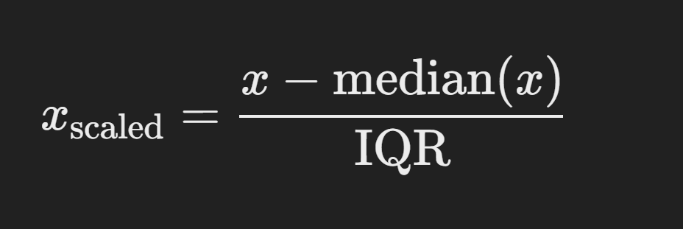 x_scaled = (x − median(x)) / IQR